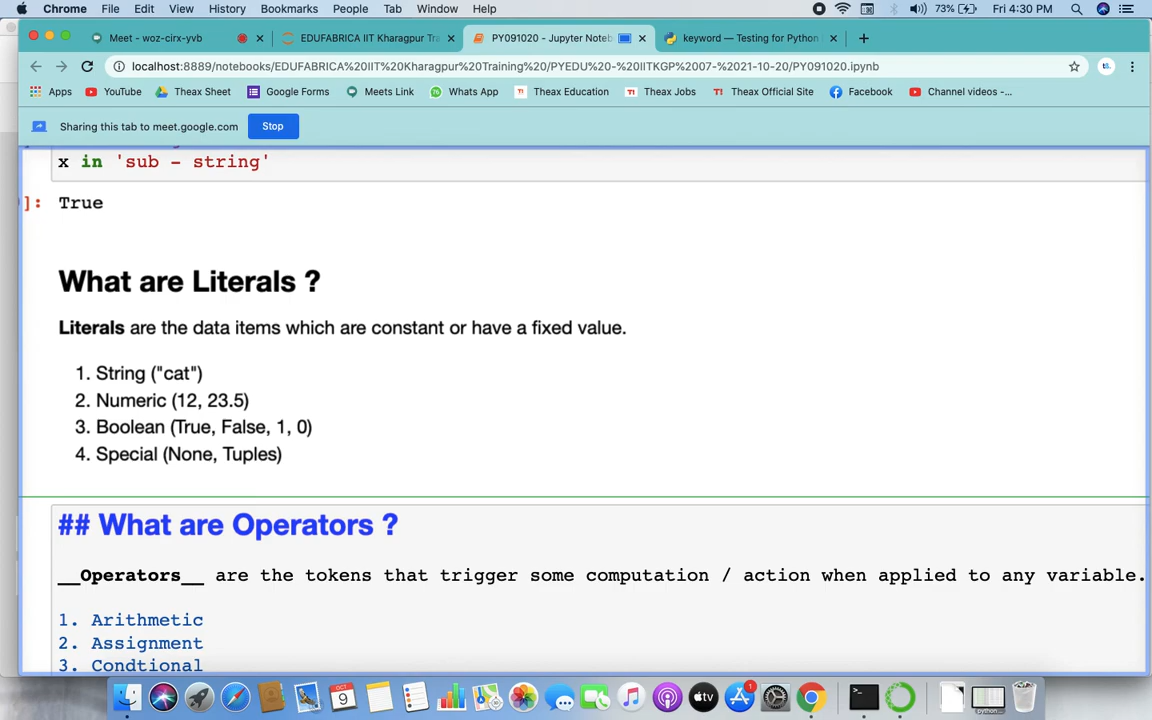 Chrome File Edit View History Bookmarks People Tab Window Help 73% Fri 4:30 PM
Meet - woz-cirx-yvb EDUFABRICA IIT Kharagpur Tra PY091020 - Jupyter Noteb keyword — Testing for Python
localhost:8889/notebooks/EDUFABRICA%20IIT%20Kharagpur%20Training%20/PYEDU%20-%20IITKGP%2007-%2021-10-20/PY091020.ipynb
Apps YouTube Theax Sheet Google Forms Meets Link Whats App Theax Education Theax Jobs Theax Official Site Facebook Channel videos -...
Sharing this tab to meet.google.com Stop
x in 'sub - string'
]: True
What are Literals ?
Literals are the data items which are constant or have a fixed value.
1. String ("cat")
2. Numeric (12, 23.5)
3. Boolean (True, False, 1, 0)
4. Special (None, Tuples)
## What are Operators ?
__Operators__ are the tokens that trigger some computation / action when applied to any variable.
1. Arithmetic
2. Assignment
3. Condtional
OCT
9
tv
1
python